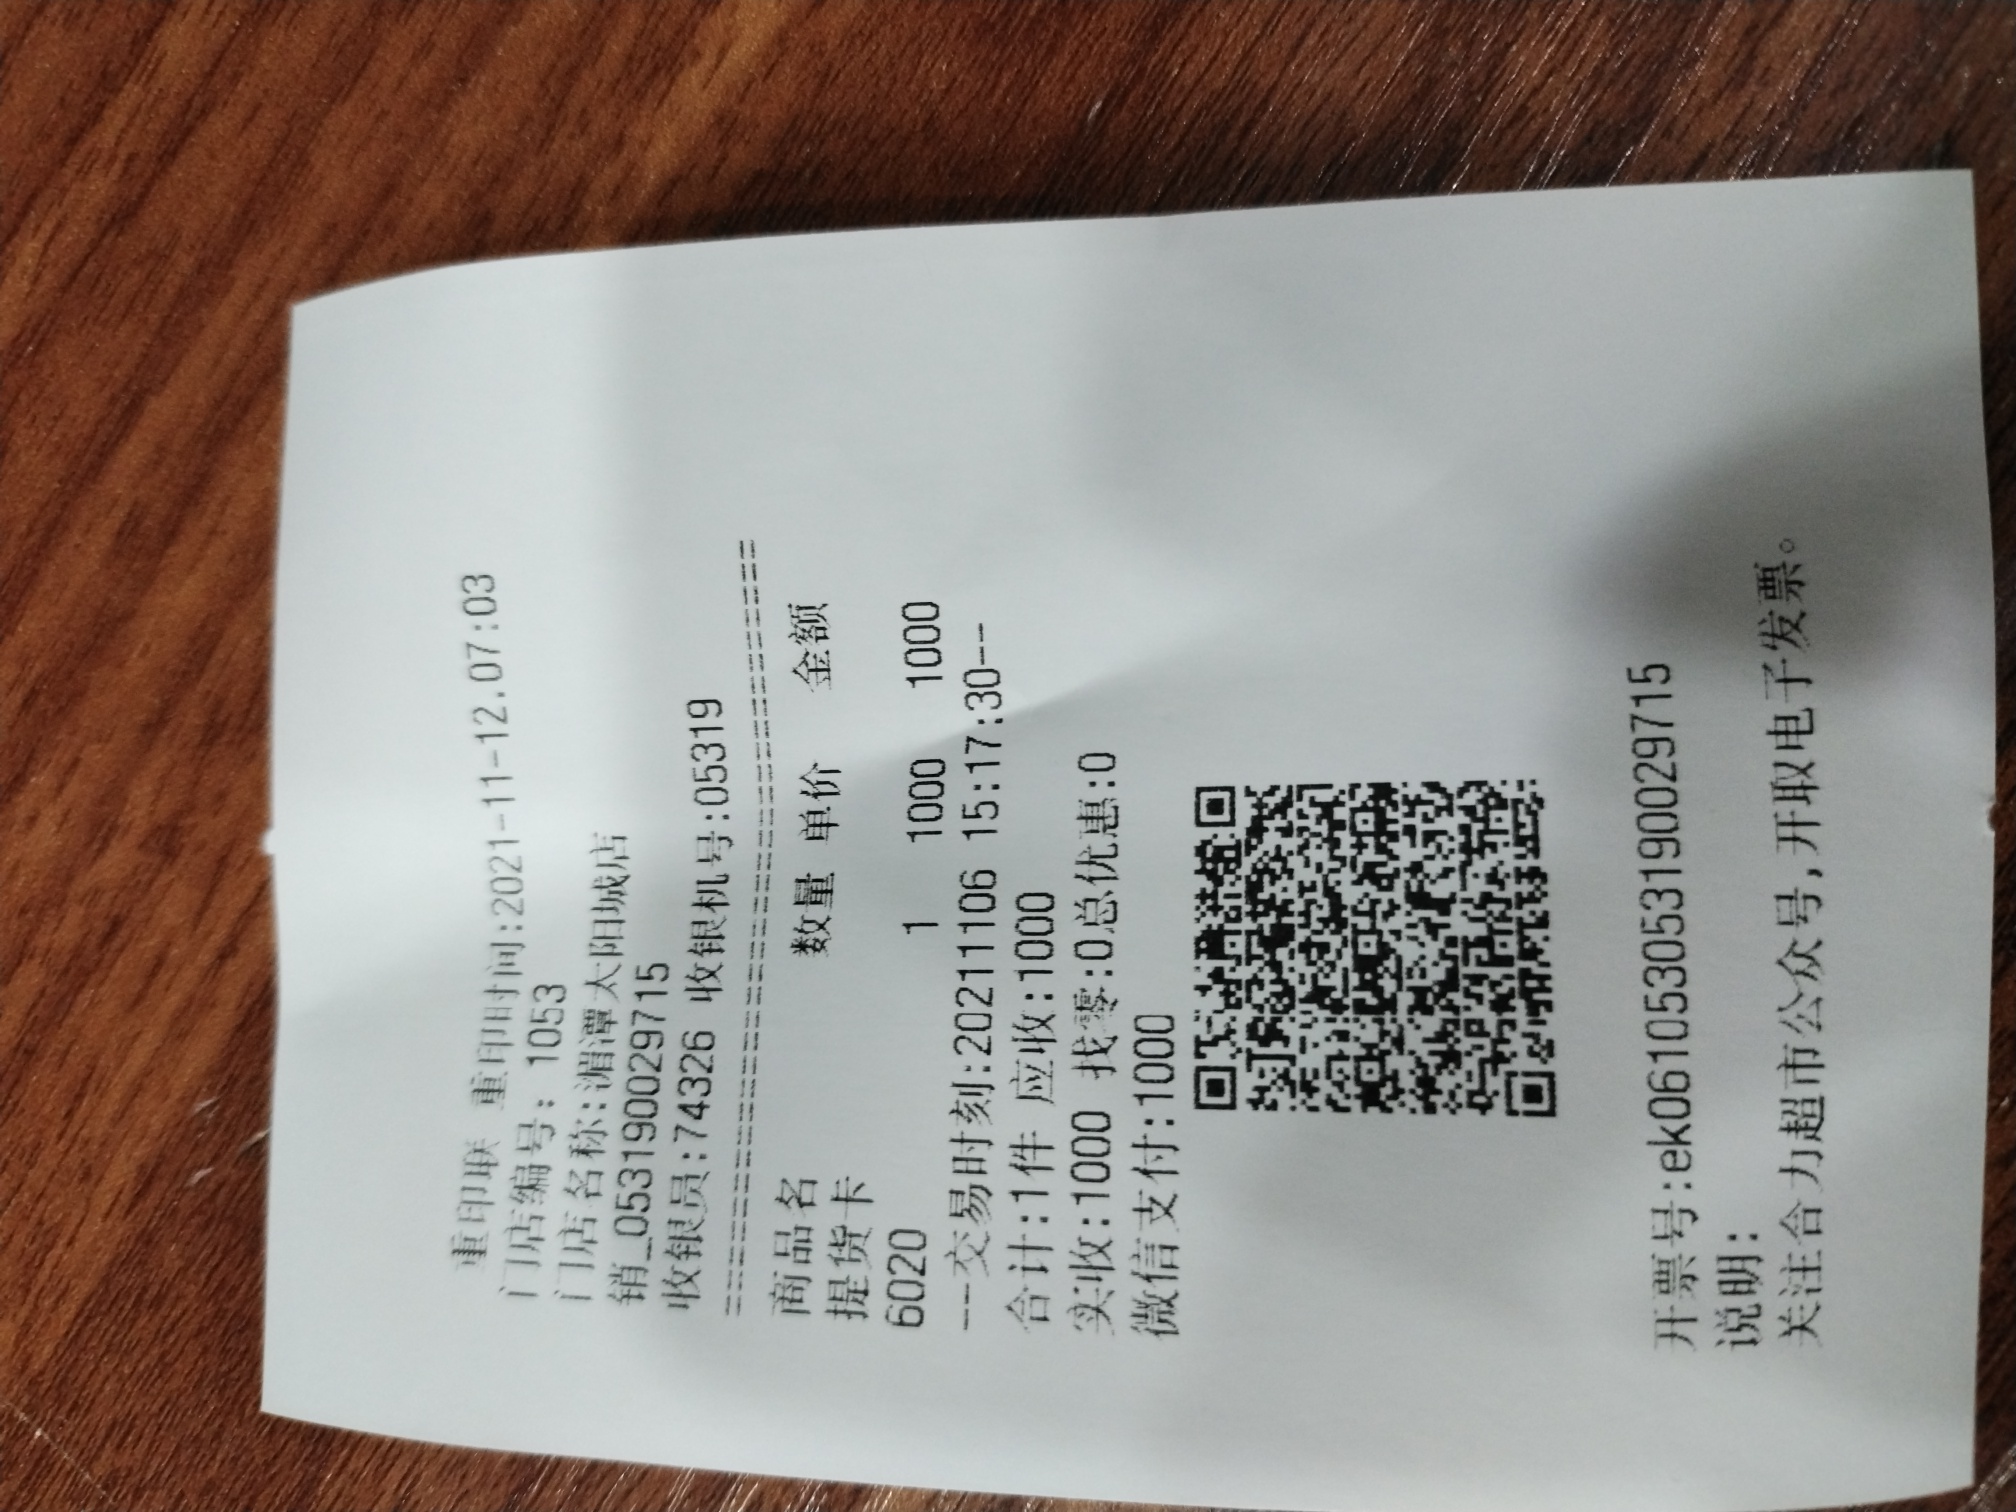 重印联 重印时间:2021-11-12.07:03
门店编号: 1053
门店名称:湄潭太阳城店
销_053190029715
收银员:74326 收银机号:05319
================================
商品名 数量 单价 金额
提货卡
6020 1 1000 1000
--交易时刻:20211106 15:17:30--
合计:1件 应收:1000
实收:1000 找零:0总优惠:0
微信支付:1000
开票号:ek06105305319002 9715
说明:
关注合力超市公众号,开取电子发票。